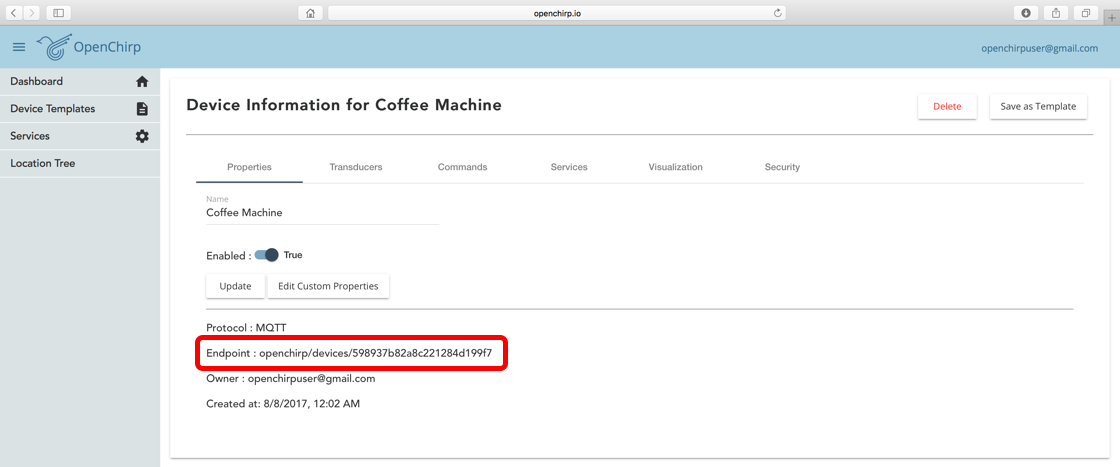 openchirp.io
OpenChirp
openchirpuser@gmail.com
Dashboard
Device Templates
Services
Location Tree
Device Information for Coffee Machine
Delete
Save as Template
Properties
Transducers
Commands
Services
Visualization
Security
Name
Coffee Machine
Enabled : True
Update
Edit Custom Properties
Protocol : MQTT
Endpoint : openchirp/devices/598937b82a8c221284d199f7
Owner : openchirpuser@gmail.com
Created at: 8/8/2017, 12:02 AM